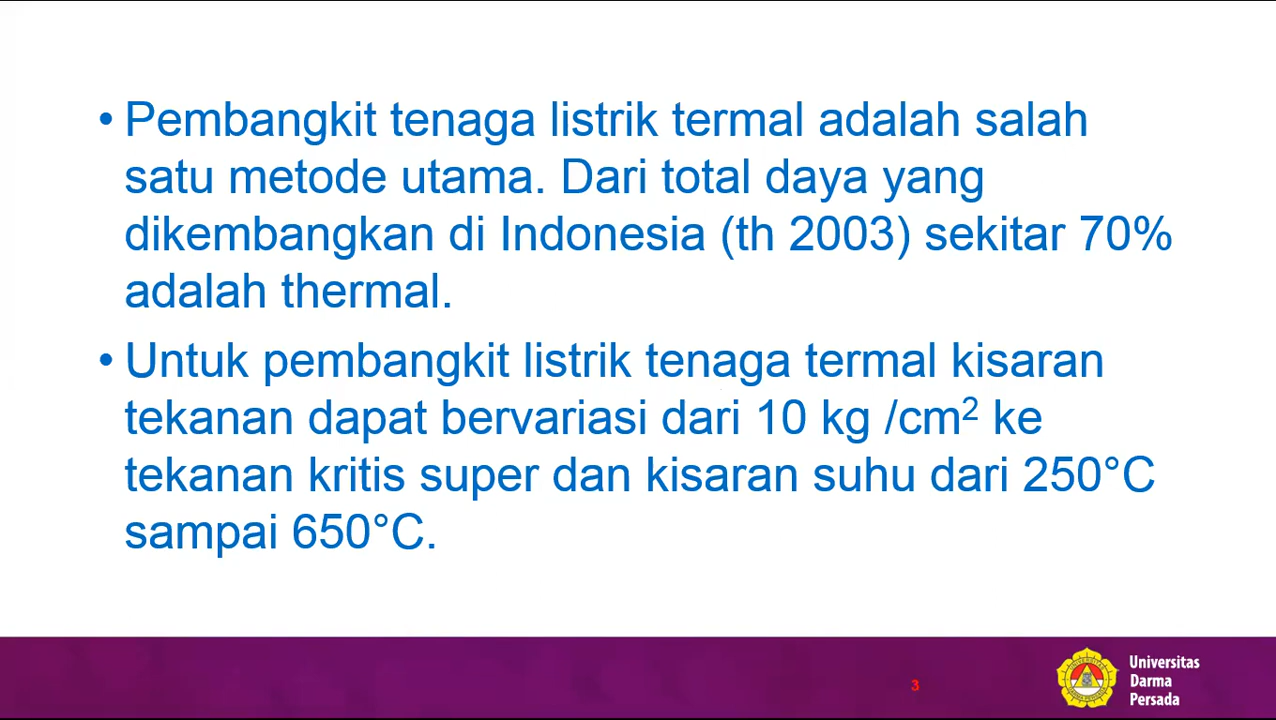 • Pembangkit tenaga listrik termal adalah salah
satu metode utama. Dari total daya yang
dikembangkan di Indonesia (th 2003) sekitar 70%
adalah thermal.
• Untuk pembangkit listrik tenaga termal kisaran
tekanan dapat bervariasi dari 10 kg /cm² ke
tekanan kritis super dan kisaran suhu dari 250°C
sampai 650°C.
3
Universitas
Darma
Persada